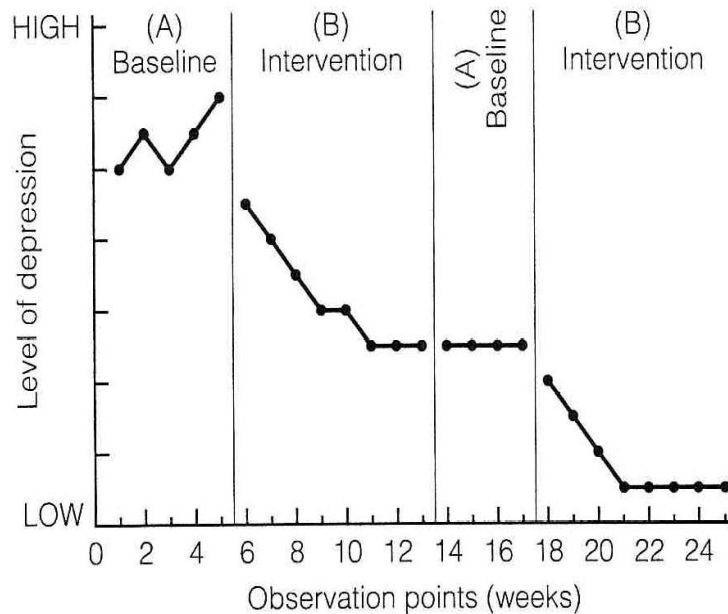 HIGH
(A)
Baseline
(B)
Intervention
(A)
Baseline
(B)
Intervention
Level of depression
LOW
0 2 4 6 8 10 12 14 16 18 20 22 24
Observation points (weeks)